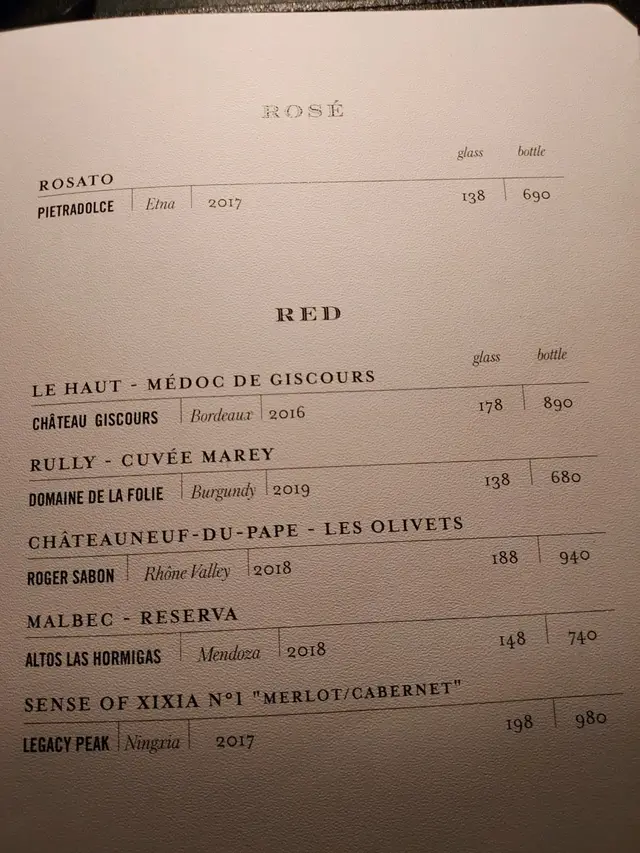 ROSÉ
glass bottle
ROSATO
PIETRADOLCE Etna 2017 138 690
RED
glass bottle
LE HAUT - MÉDOC DE GISCOURS
CHÂTEAU GISCOURS Bordeaux 2016 178 890
RULLY - CUVÉE MAREY
DOMAINE DE LA FOLIE Burgundy 2019 138 680
CHÂTEAUNEUF-DU-PAPE - LES OLIVETS
ROGER SABON Rhône Valley 2018 188 940
MALBEC - RESERVA
ALTOS LAS HORMIGAS Mendoza 2018 148 740
SENSE OF XIXIA N°1 "MERLOT/CABERNET"
LEGACY PEAK Ningxia 2017 198 980